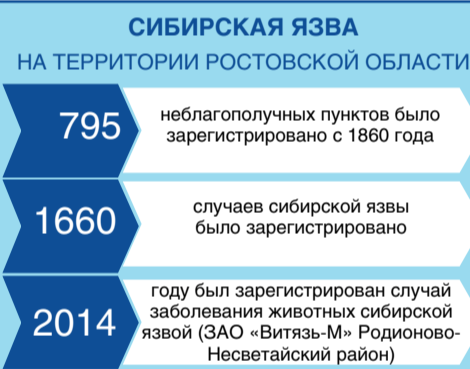 СИБИРСКАЯ ЯЗВА
НА ТЕРРИТОРИИ РОСТОВСКОЙ ОБЛАСТИ
795
неблагополучных пунктов было
зарегистрировано с 1860 года
1660
случаев сибирской язвы
было зарегистрировано
2014
году был зарегистрирован случай
заболевания животных сибирской
язвой (ЗАО «Витязь-М» Родионово-
Несветайский район)